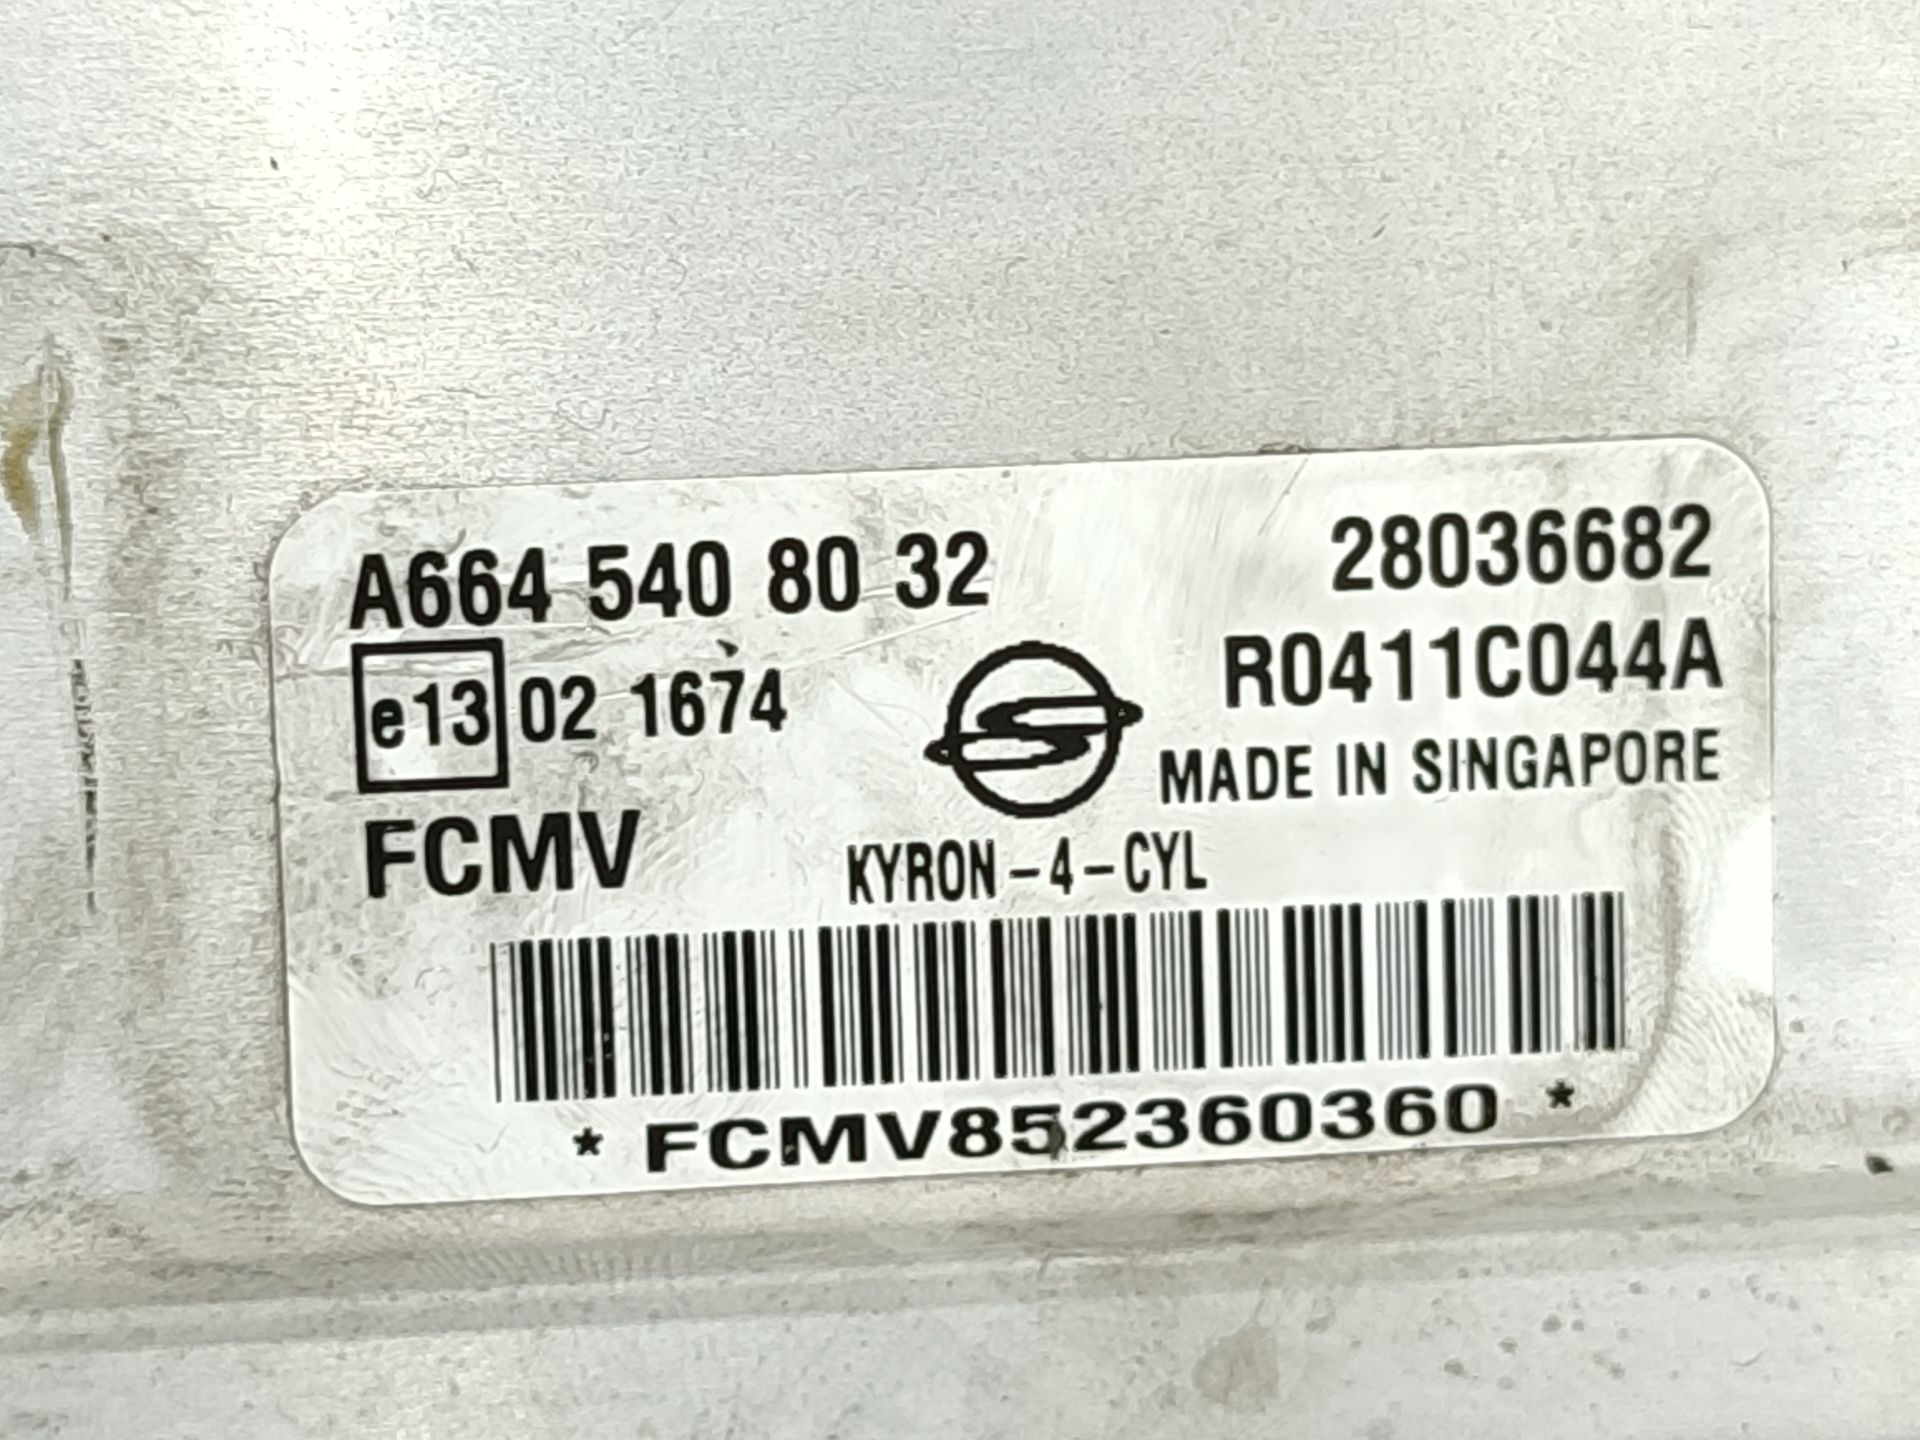 A664 540 80 32
28036682
e13 02 1674
R0411C044A
MADE IN SINGAPORE
FCMV
KYRON-4-CYL
* FCMV852360360 *